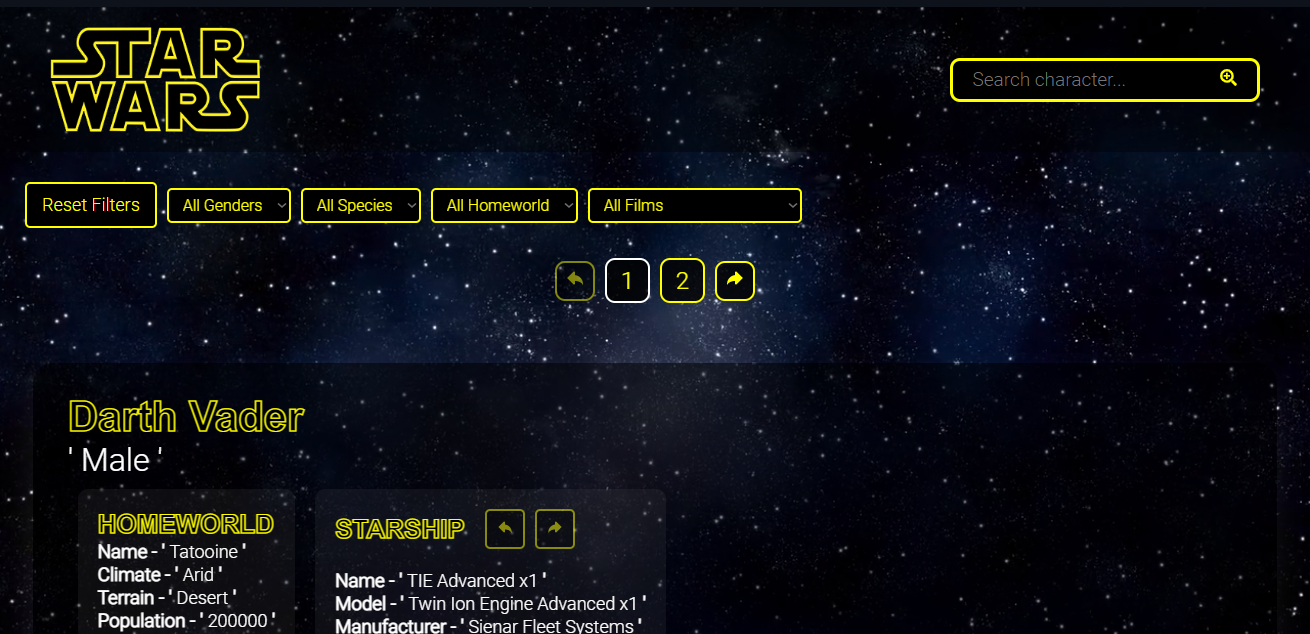 STAR
WARS
Search character...
Reset Filters All Genders All Species All Homeworld All Films
1 2
Darth Vader
' Male '
HOMEWORLD
Name - ' Tatooine '
Climate - ' Arid '
Terrain - ' Desert '
Population - ' 200000 '
STARSHIP
Name - ' TIE Advanced x1 '
Model - ' Twin Ion Engine Advanced x1 '
Manufacturer - ' Sienar Fleet Systems '